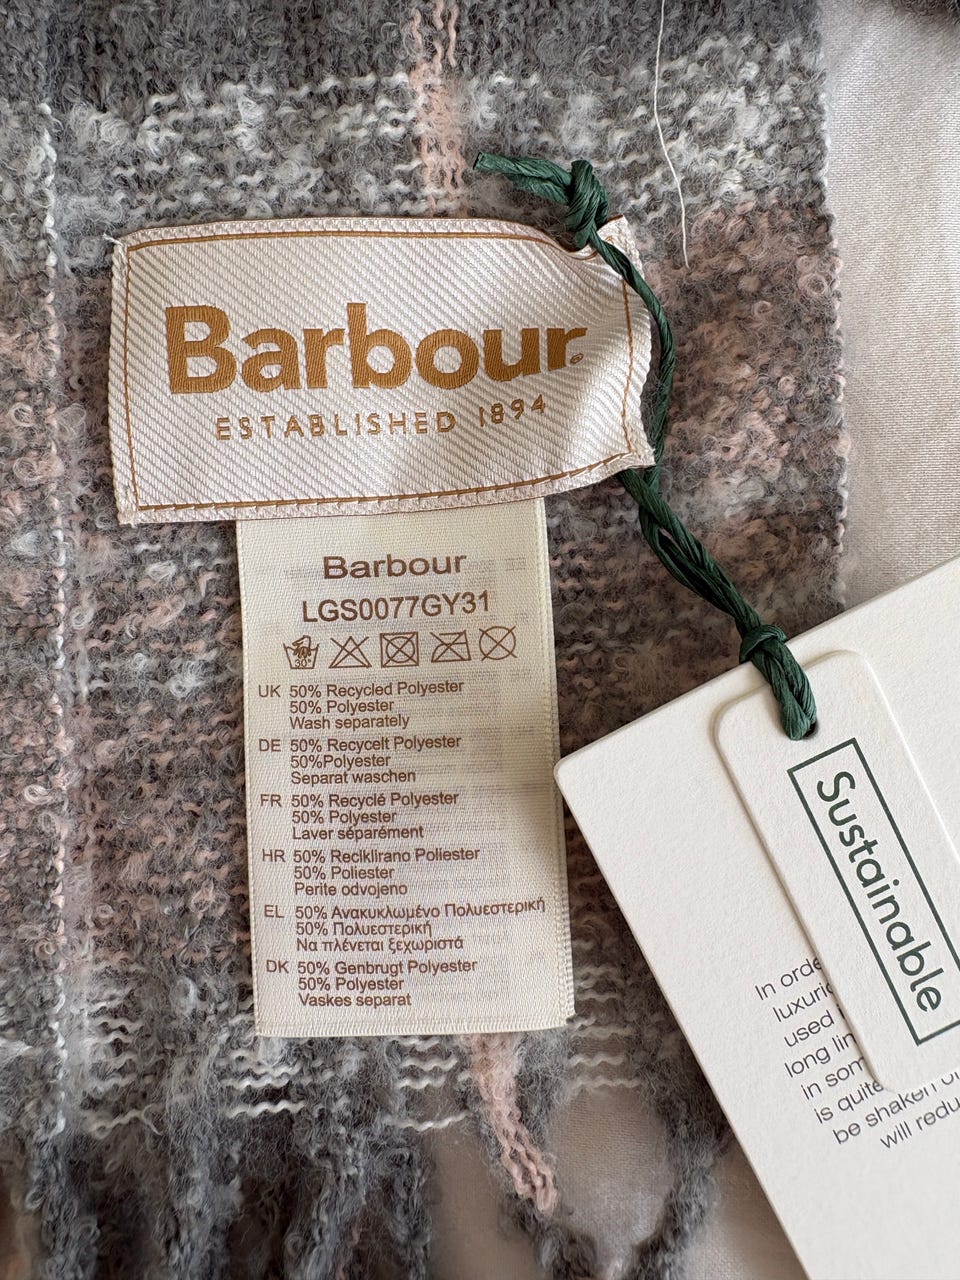 Barbour®
ESTABLISHED 1894
Barbour
LGS0077GY31
30°
UK 50% Recycled Polyester
50% Polyester
Wash separately
DE 50% Recycelt Polyester
50%Polyester
Separat waschen
FR 50% Recyclé Polyester
50% Polyester
Laver séparément
HR 50% Reciklirano Poliester
50% Poliester
Perite odvojeno
EL 50% Ανακυκλωμένο Πολυεστερική
50% Πολυεστερική
Να πλένεται ξεχωριστά
DK 50% Genbrugt Polyester
50% Polyester
Vaskes separat
Sustainable
In orde
luxuri
used
long
in som
is quite
be shaken
will redu